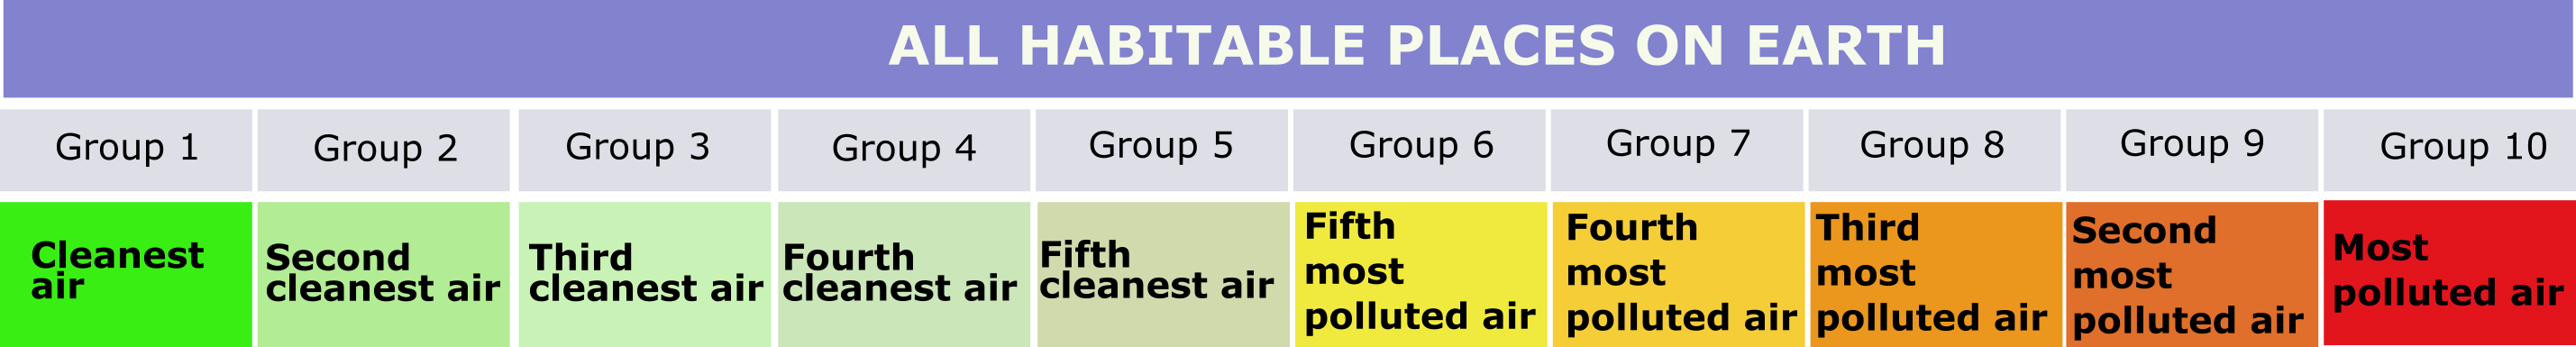 ALL HABITABLE PLACES ON EARTH
Group 1
Group 2
Group 3
Group 4
Group 5
Group 6
Group 7
Group 8
Group 9
Group 10
Cleanest
air
Second
cleanest air
Third
cleanest air
Fourth
cleanest air
Fifth
cleanest air
Fifth
most
polluted air
Fourth
most
polluted air
Third
most
polluted air
Second
most
polluted air
Most
polluted air